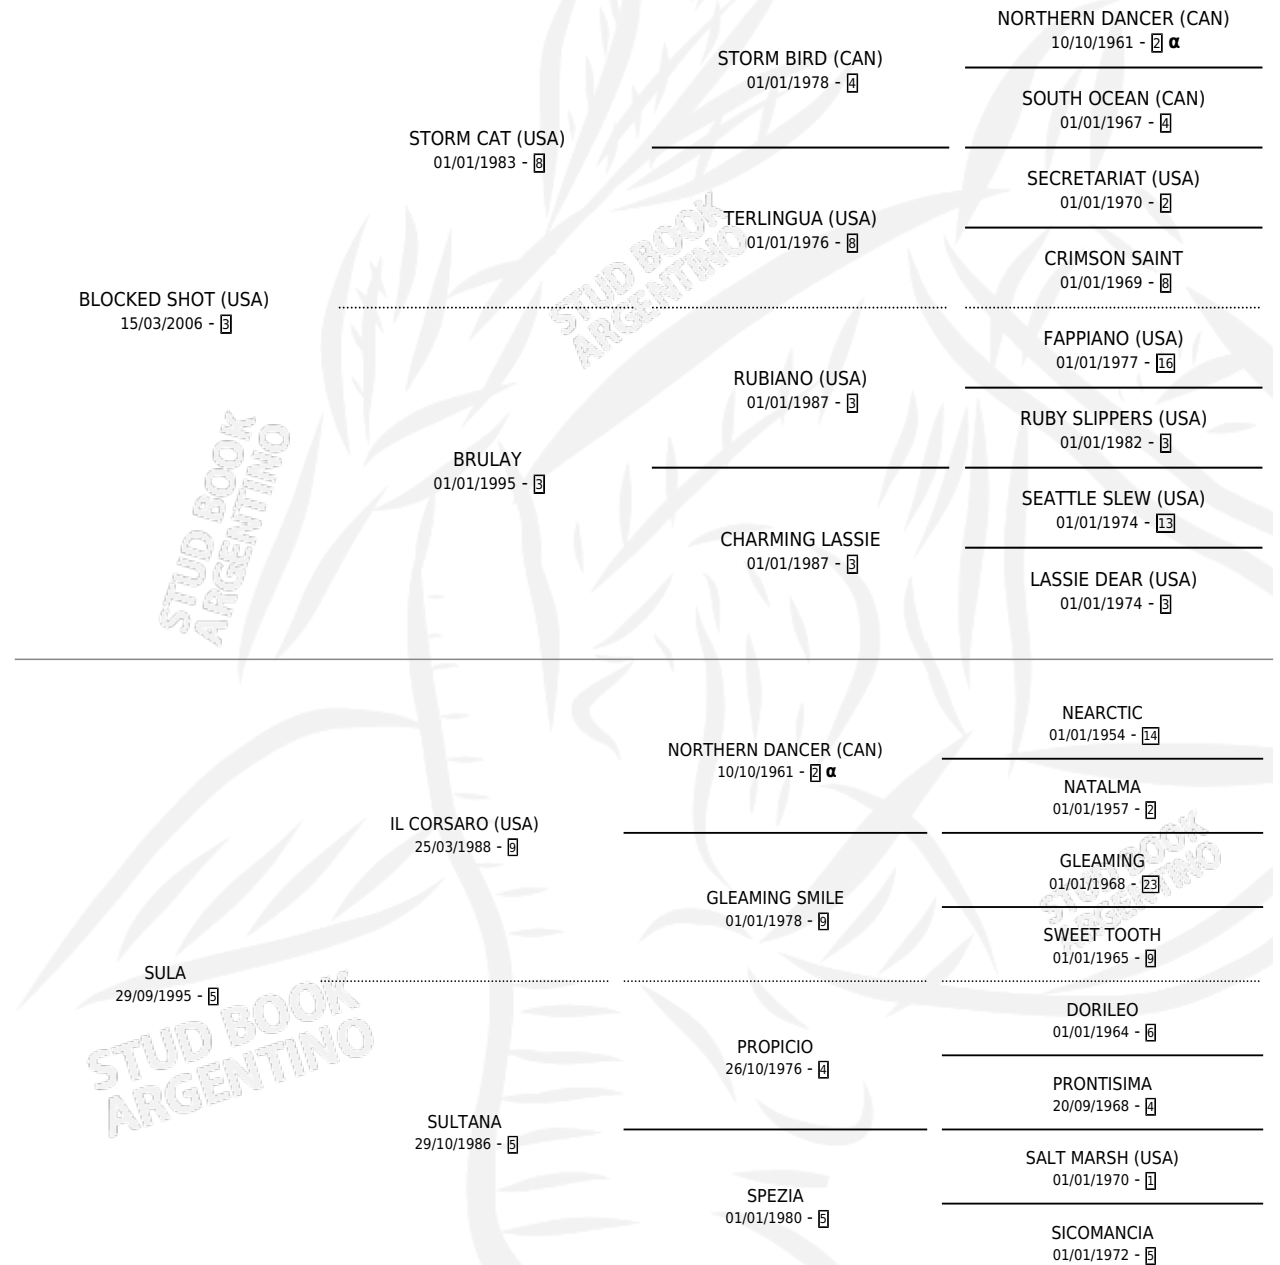 NORTHERN DANCER (CAN)
10/10/1961 - 2 α
STORM BIRD (CAN)
01/01/1978 - 4
SOUTH OCEAN (CAN)
01/01/1967 - 4
STORM CAT (USA)
01/01/1983 - 8
SECRETARIAT (USA)
01/01/1970 - 2
TERLINGUA (USA)
01/01/1976 - 8
CRIMSON SAINT
01/01/1969 - 8
BLOCKED SHOT (USA)
15/03/2006 - 3
FAPPIANO (USA)
01/01/1977 - 16
RUBIANO (USA)
01/01/1987 - 3
RUBY SLIPPERS (USA)
01/01/1982 - 3
BRULAY
01/01/1995 - 3
SEATTLE SLEW (USA)
01/01/1974 - 13
CHARMING LASSIE
01/01/1987 - 3
LASSIE DEAR (USA)
01/01/1974 - 3
NEARCTIC
01/01/1954 - 14
NORTHERN DANCER (CAN)
10/10/1961 - 2 α
NATALMA
01/01/1957 - 2
IL CORSARO (USA)
25/03/1988 - 9
GLEAMING
01/01/1968 - 23
GLEAMING SMILE
01/01/1978 - 9
SWEET TOOTH
01/01/1965 - 9
SULA
29/09/1995 - 5
DORILEO
01/01/1964 - 6
PROPICIO
26/10/1976 - 4
PRONTISIMA
20/09/1968 - 4
SULTANA
29/10/1986 - 5
SALT MARSH (USA)
01/01/1970 - 1
SPEZIA
01/01/1980 - 5
SICOMANCIA
01/01/1972 - 5
STUD BOOK
ARGENTINO
STUD BOOK
ARGENTINO
STUD BOOK
ARGENTINO
STUD BOOK
ARGENTINO